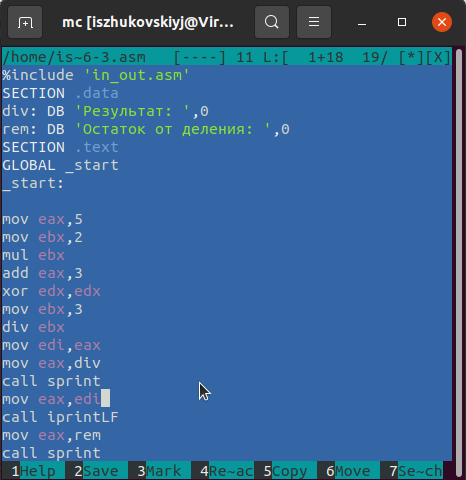 mc [iszhukovskiyj@Vir...
/home/is~6-3.asm [----] 11 L:[ 1+18 19/ [*][X]
%include 'in_out.asm'
SECTION .data
div: DB 'Результат: ',0
rem: DB 'Остаток от деления: ',0
SECTION .text
GLOBAL _start
_start:
mov eax,5
mov ebx,2
mul ebx
add eax,3
xor edx,edx
mov ebx,3
div ebx
mov edi,eax
mov eax,div
call sprint
mov eax,edi
call iprintLF
mov eax,rem
call sprint
1Help 2Save 3Mark 4Re~ac 5Copy 6Move 7Se~ch